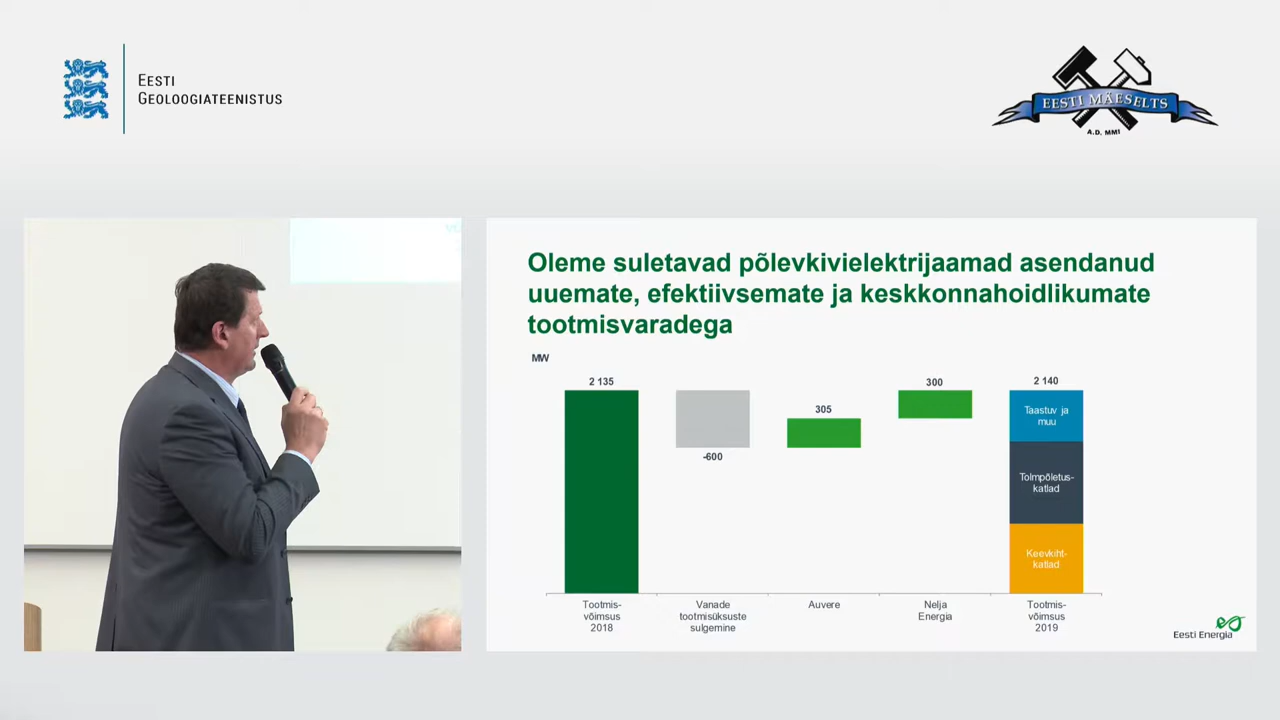 EESTI
GEOLOOGIATEENISTUS
EESTI MÄESELTS
A.D. MMI
Oleme suletavad põlevkivielektrijaamad asendanud
uuemate, efektiivsemate ja keskkonnahoidlikumate
tootmisvaradega
MW
2 135
-600
305
300
2 140
Taastuv ja
muu
Tolmpõletus-
katlad
Keevkiht-
katlad
Tootmis-
võimsus
2018
Vanade
tootmisüksuste
sulgemine
Auvere
Nelja
Energia
Tootmis-
võimsus
2019
Eesti Energia